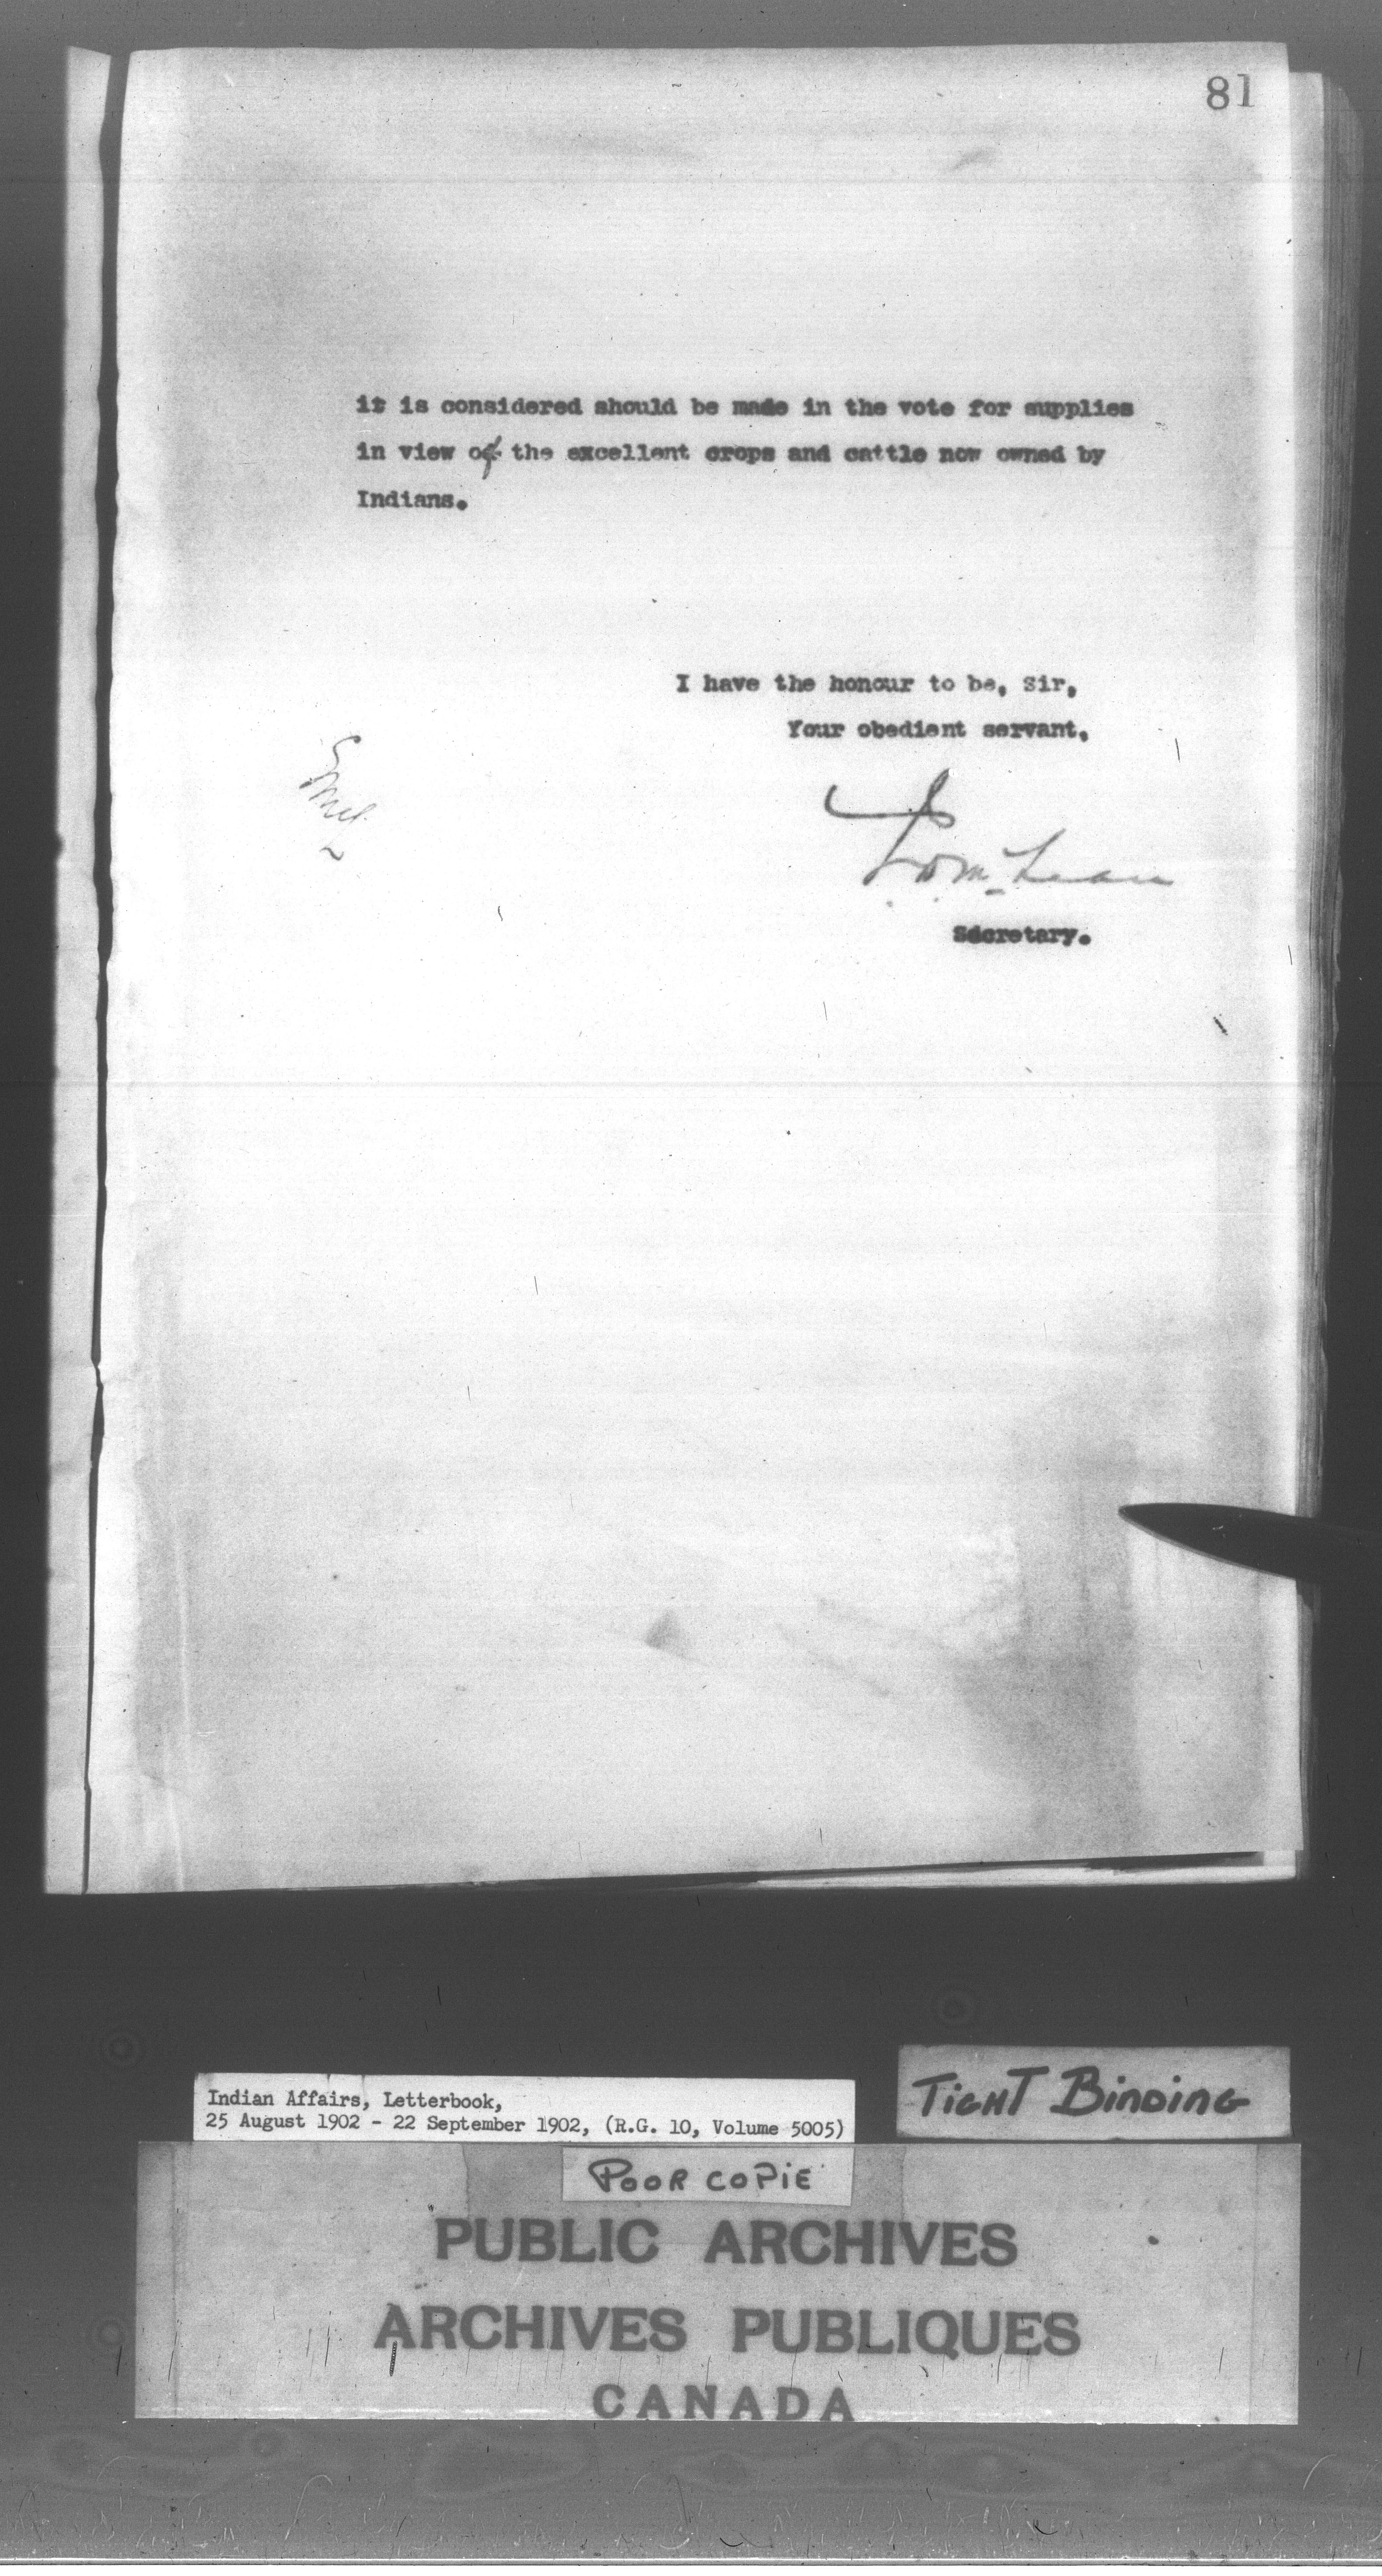 81
it is considered should be made in the vote for supplies
in view of the excellent crops and cattle now owned by
Indians.
I have the honour to be, Sir,
Your obedient servant,
J.D. McLean
Secretary.
Indian Affairs, Letterbook,
25 August 1902 - 22 September 1902, (R.G. 10, Volume 5005)
TIGHT BINDING
POOR COPIE
PUBLIC ARCHIVES
ARCHIVES PUBLIQUES
CANADA